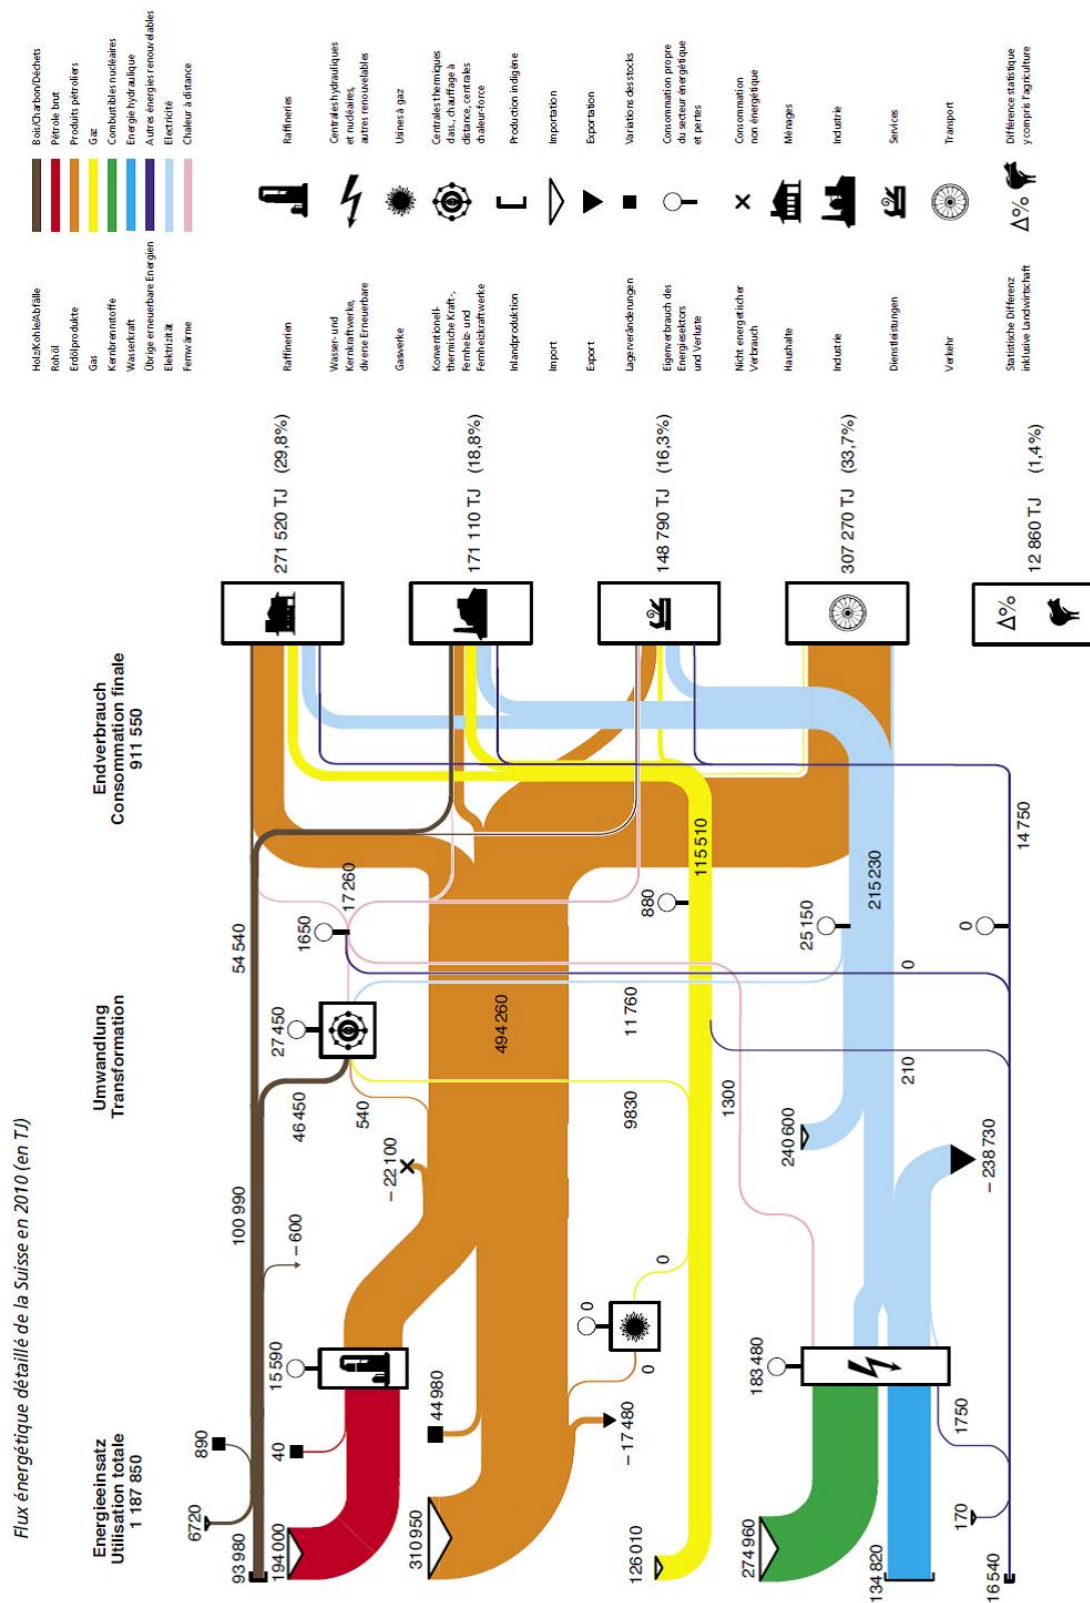 Flux énergétique détaillé de la Suisse en 2010 (en TJ)
Energieeinsatz
Utilisation totale
1 187 850
Umwandlung
Transformation
Endverbrauch
Consommation finale
911 550
93 980
6720
890
100 990
– 600
46 450
54 540
194 000
40
15 590
27 450
540
1650
17 260
271 520 TJ (29,8%)
310 950
44 980
– 22 100
494 260
171 110 TJ (18,8%)
– 17 480
0
0
0
126 010
9830
11 760
880
115 510
148 790 TJ (16,3%)
274 960
183 480
1300
240 600
25 150
215 230
307 270 TJ (33,7%)
134 820
1750
– 238 730
210
0
170
16 540
0
14 750
12 860 TJ (1,4%)
Δ%
Holz/Kohle/Abfälle
Bois/Charbon/Déchets
Rohöl
Pétrole brut
Erdölprodukte
Produits pétroliers
Gas
Gaz
Kernbrennstoffe
Combustibles nucléaires
Wasserkraft
Energie hydraulique
Übrige erneuerbare Energien
Autres énergies renouvelables
Elektrizität
Electricité
Fernwärme
Chaleur à distance
Raffinerien
Raffineries
Wasser- und
Kernkraftwerke,
diverse Erneuerbare
Centrales hydrauliques
et nucléaires,
autres renouvelables
Gaswerke
Usines à gaz
Konventionell-
thermische Kraft-,
Fernheiz- und
Fernheizkraftwerke
Centrales thermiques
class., chauffage à
distance, centrales
chaleur-force
Inlandproduktion
Production indigène
Import
Importation
Export
Exportation
Lagerveränderungen
Variations des stocks
Eigenverbrauch des
Energiesektors
und Verluste
Consommation propre
du secteur énergétique
et pertes
Nicht energetischer
Verbrauch
Consommation
non énergétique
Haushalte
Ménages
Industrie
Industrie
Dienstleistungen
Services
Verkehr
Transport
Statistische Differenz
inklusive Landwirtschaft
Δ%
Différence statistique
y compris l'agriculture